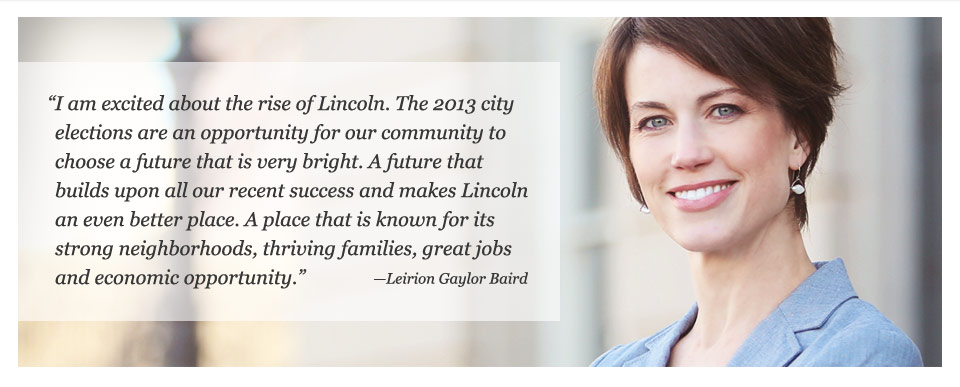 “I am excited about the rise of Lincoln. The 2013 city
elections are an opportunity for our community to
choose a future that is very bright. A future that
builds upon all our recent success and makes Lincoln
an even better place. A place that is known for its
strong neighborhoods, thriving families, great jobs
and economic opportunity.” —Leirion Gaylor Baird